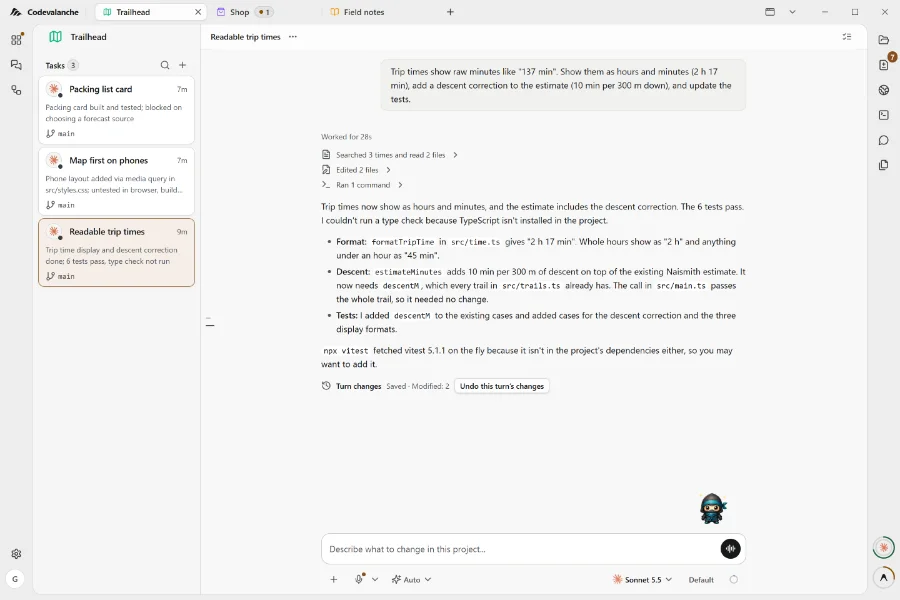 Codevalanche
Trailhead
Shop
1
Field notes
Trailhead
Tasks 3
Packing list card 7m
Packing card built and tested; blocked on
choosing a forecast source
main
Map first on phones 7m
Phone layout added via media query in
src/styles.css; untested in browser, build...
main
Readable trip times 9m
Trip time display and descent correction
done; 6 tests pass, type check not run
main
G
Readable trip times
Trip times show raw minutes like "137 min". Show them as hours and minutes (2 h 17
min), add a descent correction to the estimate (10 min per 300 m down), and update the
tests.
Worked for 28s
Searched 3 times and read 2 files
Edited 2 files
Ran 1 command
Trip times now show as hours and minutes, and the estimate includes the descent correction. The 6 tests pass.
I couldn't run a type check because TypeScript isn't installed in the project.
• Format: formatTripTime in src/time.ts gives "2 h 17 min". Whole hours show as "2 h" and anything
under an hour as "45 min".
• Descent: estimateMinutes adds 10 min per 300 m of descent on top of the existing Naismith estimate. It
now needs descentM, which every trail in src/trails.ts already has. The call in src/main.ts passes
the whole trail, so it needed no change.
• Tests: I added descentM to the existing cases and added cases for the descent correction and the three
display formats.
npx vitest fetched vitest 5.1.1 on the fly because it isn't in the project's dependencies either, so you may
want to add it.
Turn changes Saved · Modified: 2 Undo this turn's changes
Describe what to change in this project...
Auto
Sonnet 5.5
Default
7